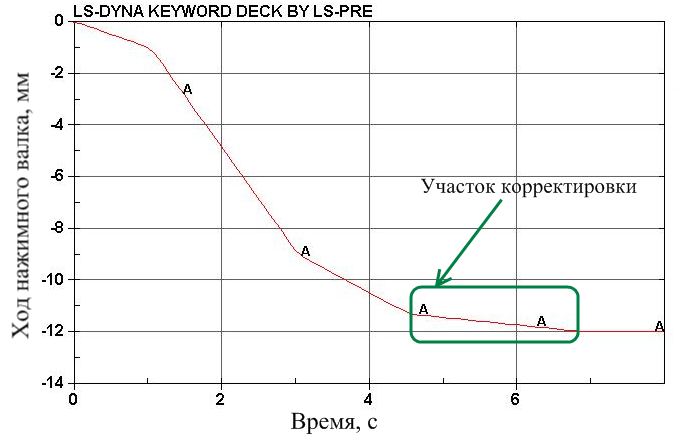 LS-DYNA KEYWORD DECK BY LS-PRE
Ход нажимного валка, мм
0
-2
-4
-6
-8
-10
-12
-14
A
A
A
A
A
Участок корректировки
0
2
4
6
Время, с